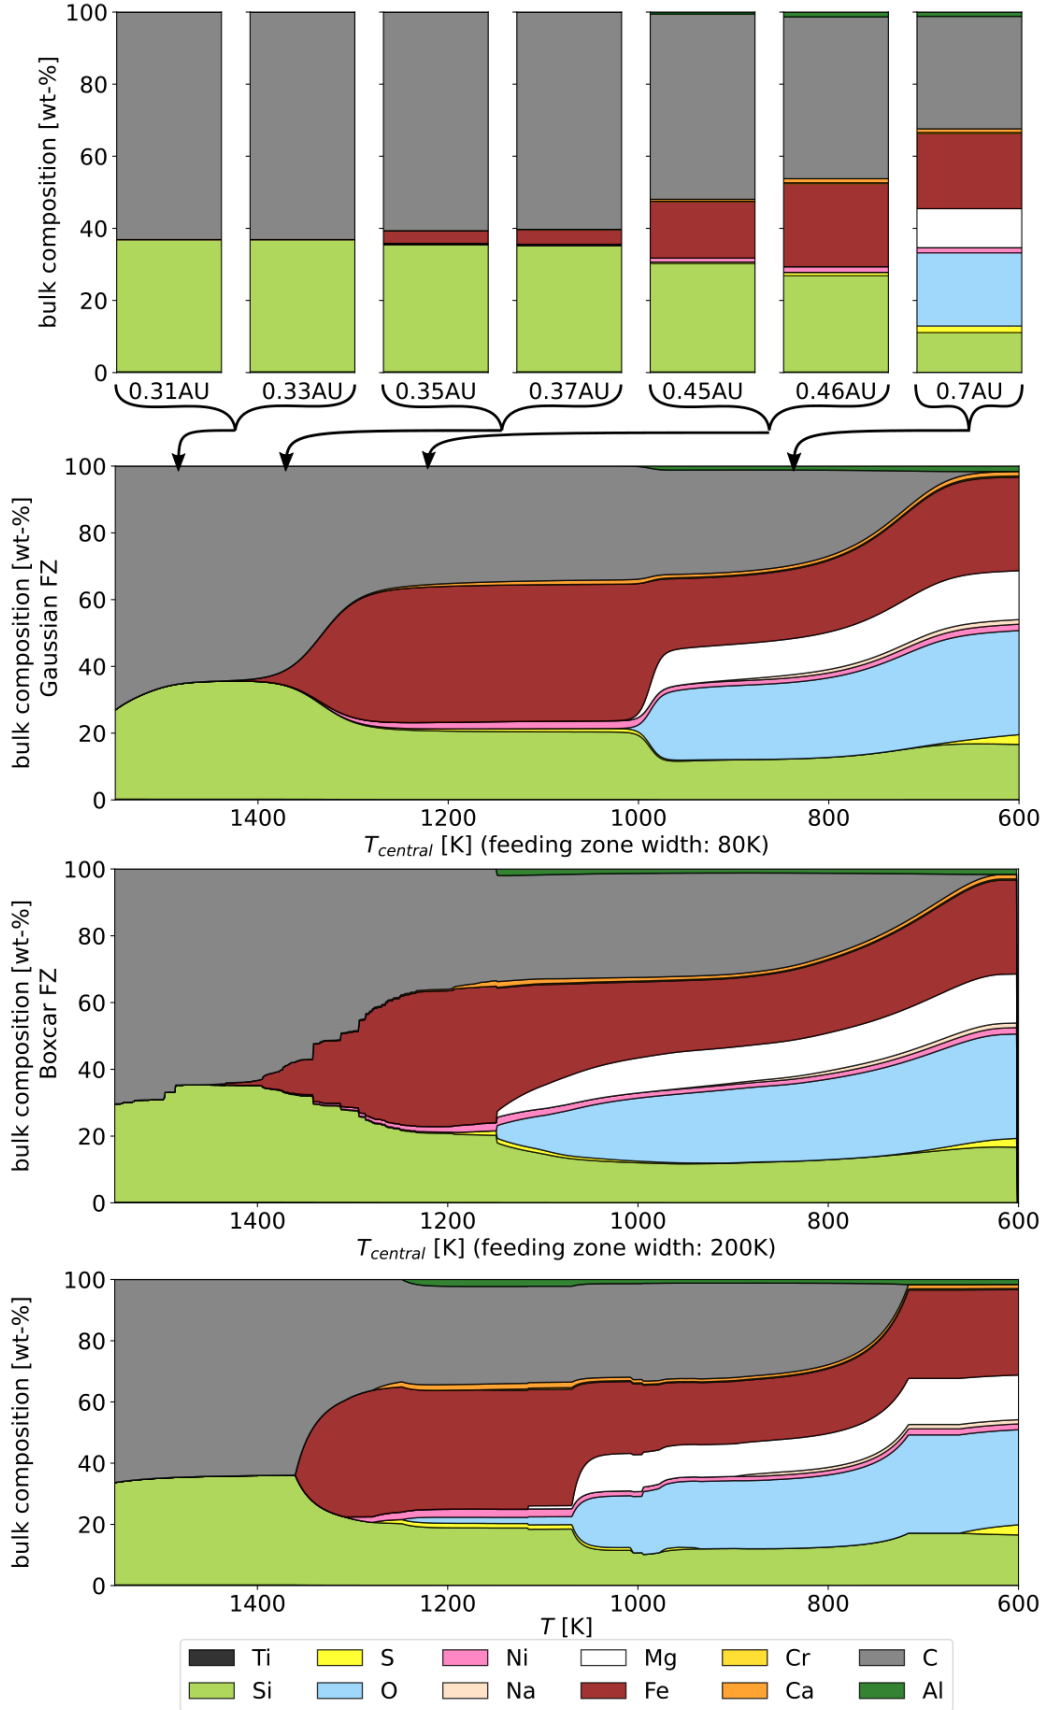 bulk composition [wt-%]
100
80
60
40
20
0
0.31AU 0.33AU 0.35AU 0.37AU 0.45AU 0.46AU 0.7AU
bulk composition [wt-%]
Gaussian FZ
100
80
60
40
20
0
1400 1200 1000 800 600
T_central [K] (feeding zone width: 80K)
bulk composition [wt-%]
Boxcar FZ
100
80
60
40
20
0
1400 1200 1000 800 600
T_central [K] (feeding zone width: 200K)
bulk composition [wt-%]
100
80
60
40
20
0
1400 1200 1000 800 600
T [K]
Ti S Ni Mg Cr C
Si O Na Fe Ca Al